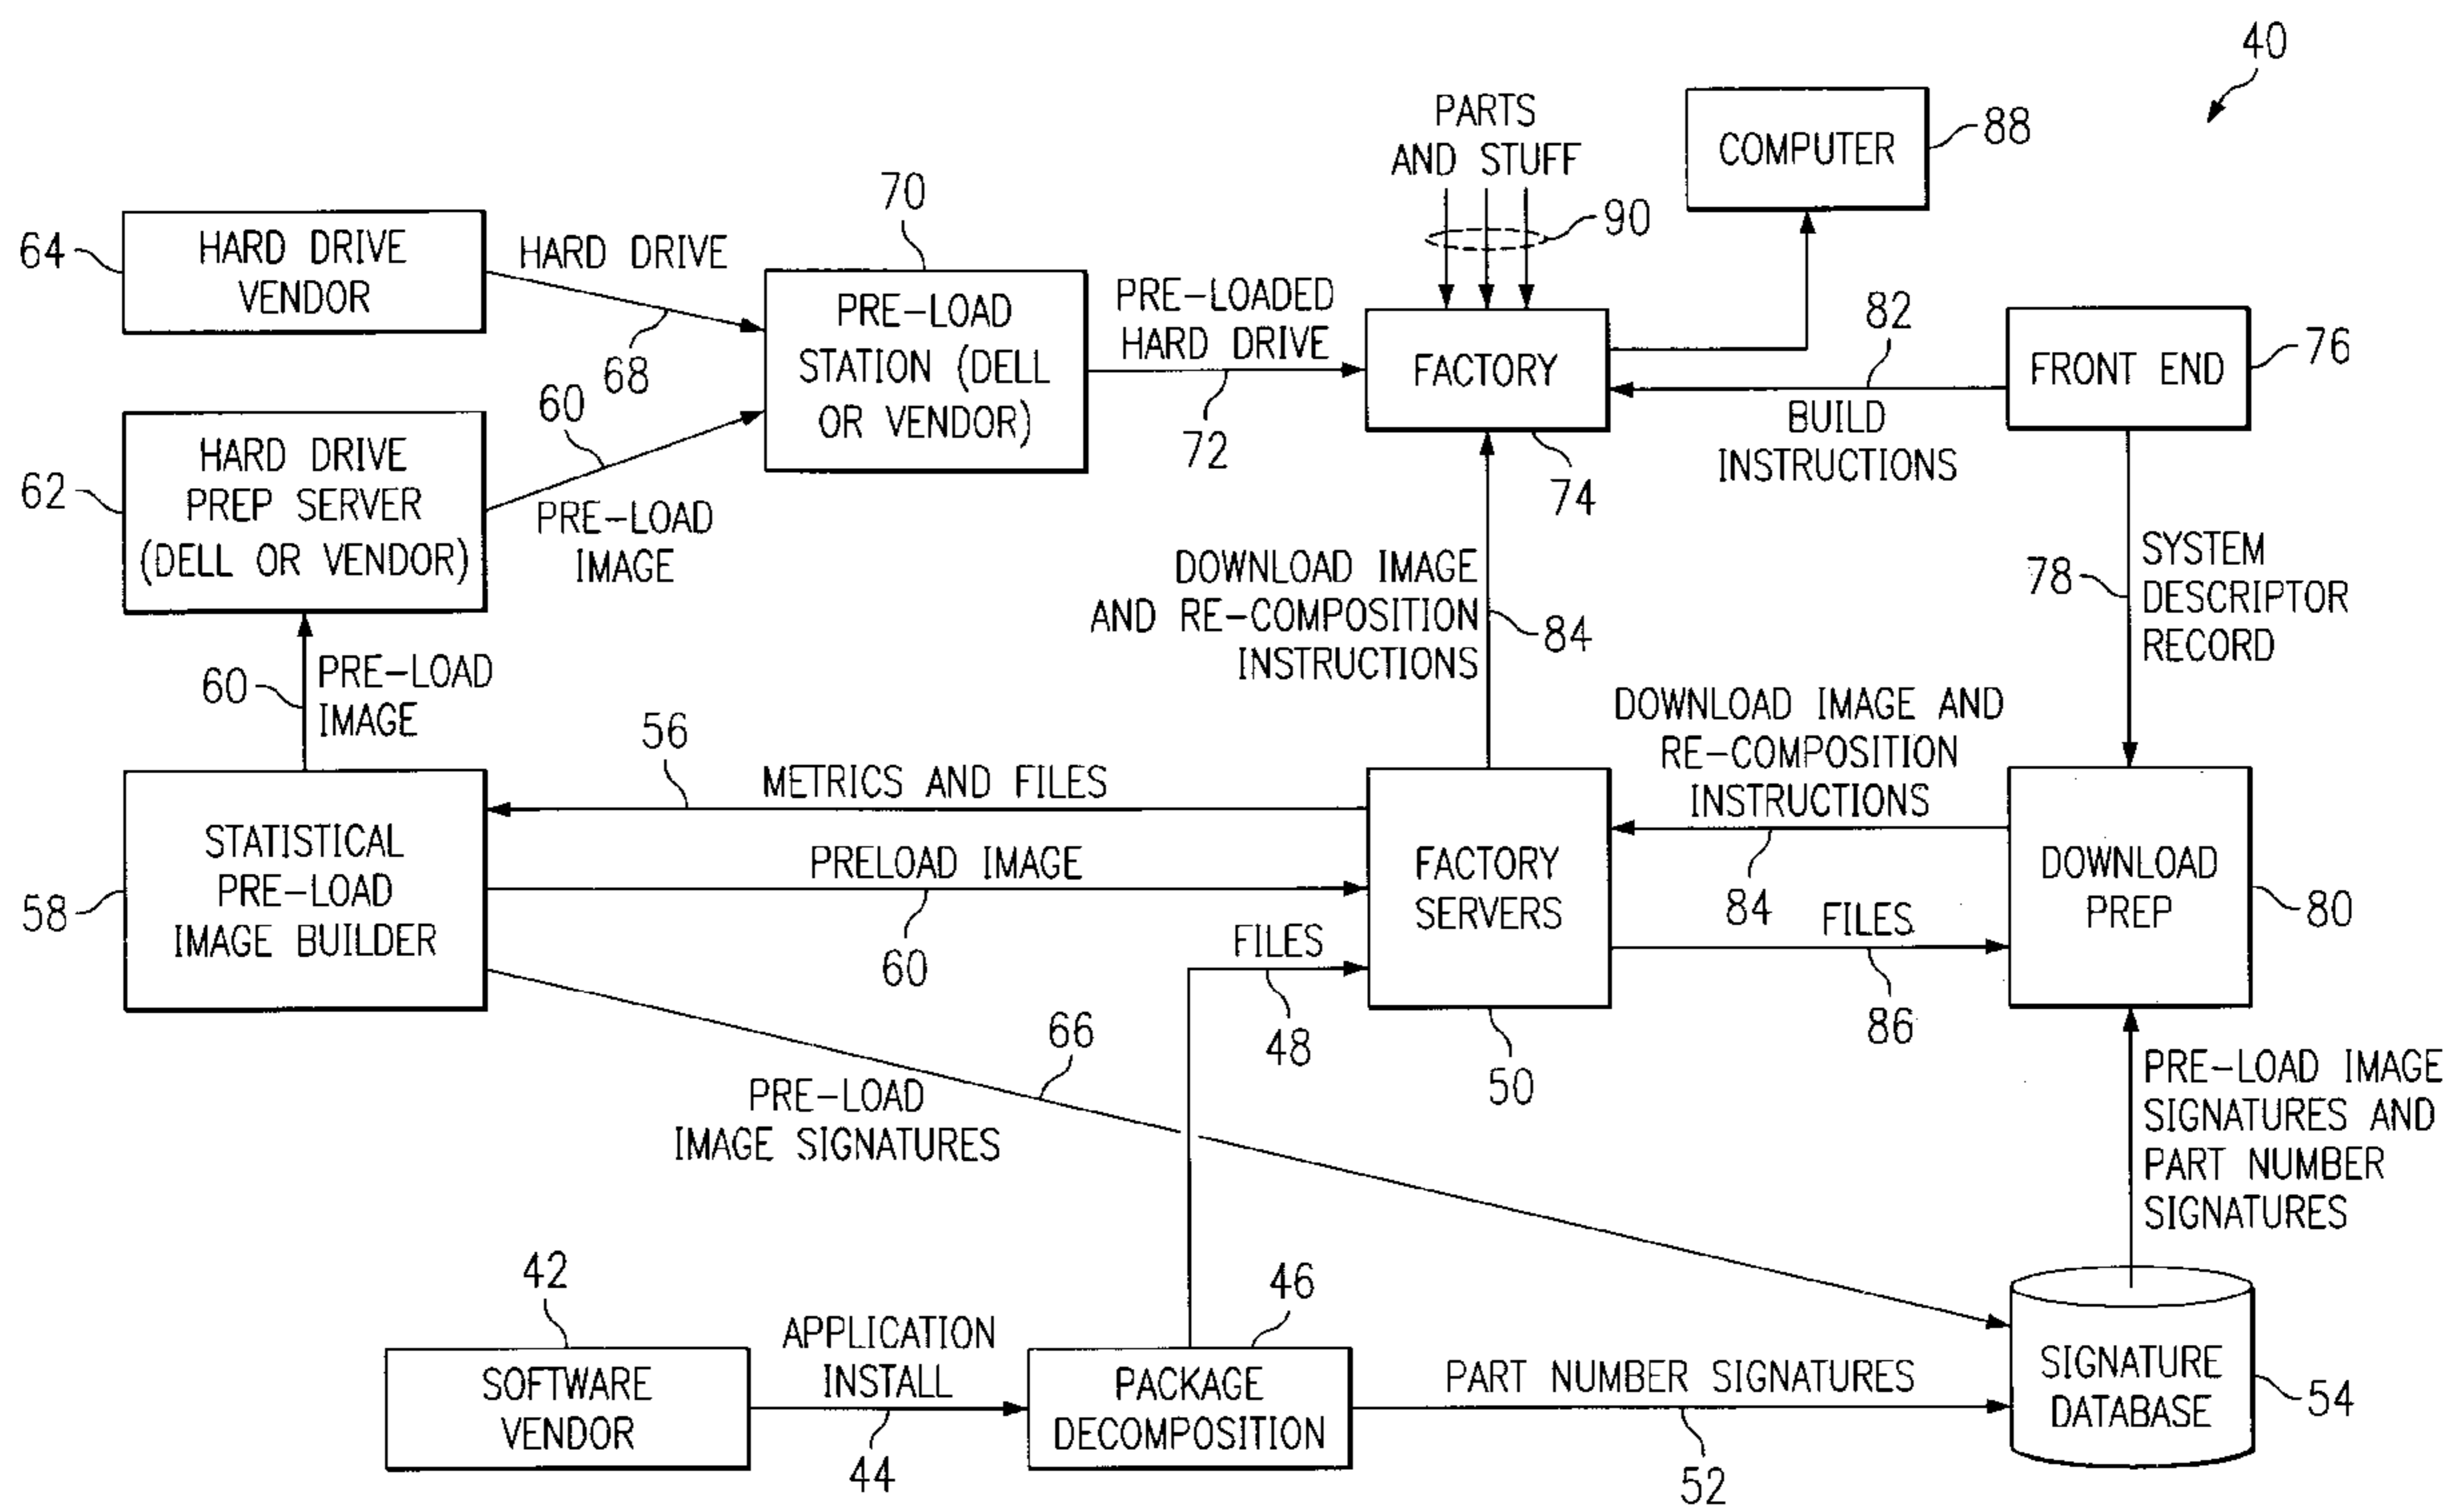 40
PARTS
AND STUFF
COMPUTER
88
90
64
HARD DRIVE
VENDOR
HARD DRIVE
68
70
PRE-LOAD
STATION (DELL
OR VENDOR)
PRE-LOADED
HARD DRIVE
72
FACTORY
74
82
BUILD
INSTRUCTIONS
FRONT END
76
62
HARD DRIVE
PREP SERVER
(DELL OR VENDOR)
60
PRE-LOAD
IMAGE
DOWNLOAD IMAGE
AND RE-COMPOSITION
INSTRUCTIONS
84
78
SYSTEM
DESCRIPTOR
RECORD
60
PRE-LOAD
IMAGE
56
METRICS AND FILES
DOWNLOAD IMAGE AND
RE-COMPOSITION
INSTRUCTIONS
84
58
STATISTICAL
PRE-LOAD
IMAGE BUILDER
PRELOAD IMAGE
60
FACTORY
SERVERS
50
FILES
48
FILES
86
DOWNLOAD
PREP
80
66
PRE-LOAD
IMAGE SIGNATURES
PRE-LOAD IMAGE
SIGNATURES AND
PART NUMBER
SIGNATURES
42
SOFTWARE
VENDOR
APPLICATION
INSTALL
44
46
PACKAGE
DECOMPOSITION
PART NUMBER SIGNATURES
52
SIGNATURE
DATABASE
54